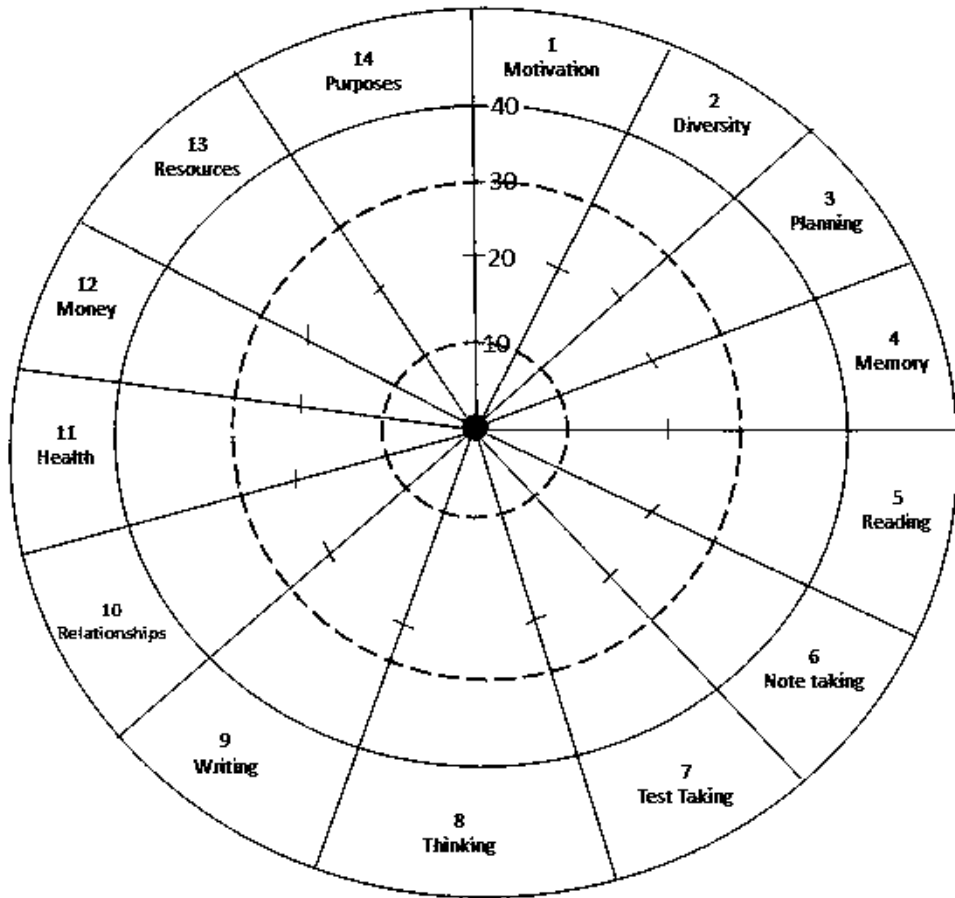 1
Motivation
2
Diversity
3
Planning
4
Memory
5
Reading
6
Note taking
7
Test Taking
8
Thinking
9
Writing
10
Relationships
11
Health
12
Money
13
Resources
14
Purposes
40
30
20
10